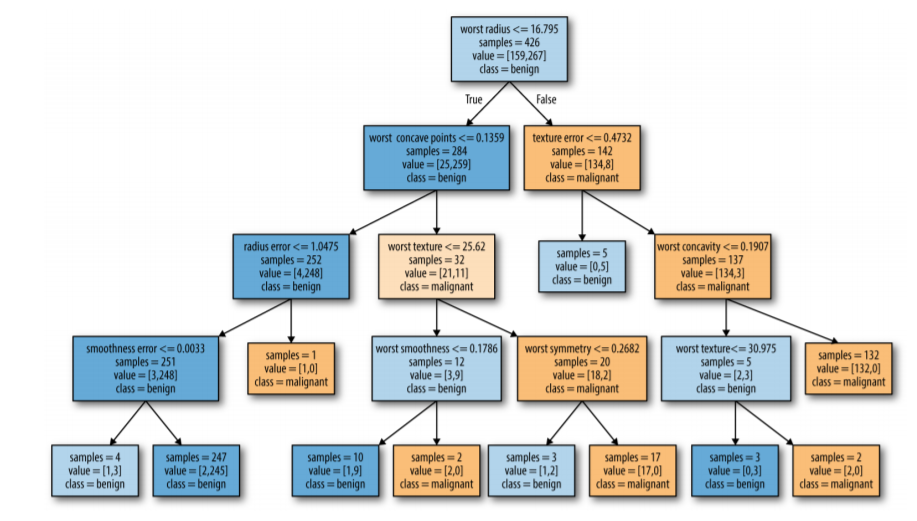 worst radius <= 16.795
samples = 426
value = [159,267]
class = benign
True
False
worst concave points <= 0.1359
samples = 284
value = [25,259]
class = benign
texture error <= 0.4732
samples = 142
value = [134,8]
class = malignant
radius error <= 1.0475
samples = 252
value = [4,248]
class = benign
worst texture <= 25.62
samples = 32
value = [21,11]
class = malignant
samples = 5
value = [0,5]
class = benign
worst concavity <= 0.1907
samples = 137
value = [134,3]
class = malignant
smoothness error <= 0.0033
samples = 251
value = [3,248]
class = benign
samples = 1
value = [1,0]
class = malignant
worst smoothness <= 0.1786
samples = 12
value = [3,9]
class = benign
worst symmetry <= 0.2682
samples = 20
value = [18,2]
class = malignant
worst texture<= 30.975
samples = 5
value = [2,3]
class = benign
samples = 132
value = [132,0]
class = malignant
samples = 4
value = [1,3]
class = benign
samples = 247
value = [2,245]
class = benign
samples = 10
value = [1,9]
class = benign
samples = 2
value = [2,0]
class = malignant
samples = 3
value = [1,2]
class = benign
samples = 17
value = [17,0]
class = malignant
samples = 3
value = [0,3]
class = benign
samples = 2
value = [2,0]
class = malignant